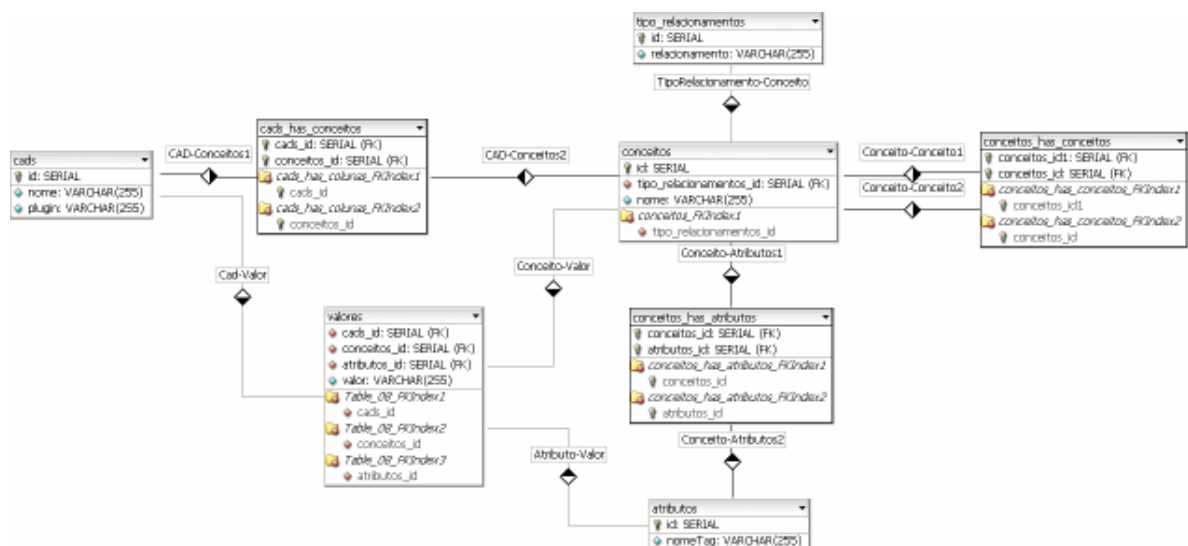 tipo_relacionamentos
id: SERIAL
relacionamento: VARCHAR(255)
TipoRelacionamento-Conceito
cads
id: SERIAL
nome: VARCHAR(255)
plugin: VARCHAR(255)
CAD-Conceitos1
cads_has_conceitos
cads_id: SERIAL (FK)
conceitos_id: SERIAL (FK)
cads_has_colunas_FKIndex1
cads_id
cads_has_colunas_FKIndex2
conceitos_id
CAD-Conceitos2
conceitos
id: SERIAL
tipo_relacionamentos_id: SERIAL (FK)
nome: VARCHAR(255)
conceitos_FKIndex1
tipo_relacionamentos_id
Conceito-Conceito1
Conceito-Conceito2
conceitos_has_conceitos
conceitos_id1: SERIAL (FK)
conceitos_id: SERIAL (FK)
conceitos_has_conceitos_FKIndex1
conceitos_id1
conceitos_has_conceitos_FKIndex2
conceitos_id
Cad-Valor
Conceito-Valor
Conceito-Atributos1
valores
cads_id: SERIAL (FK)
conceitos_id: SERIAL (FK)
atributos_id: SERIAL (FK)
valor: VARCHAR(255)
Table_08_FKIndex1
cads_id
Table_08_FKIndex2
conceitos_id
Table_08_FKIndex3
atributos_id
conceitos_has_atributos
conceitos_id: SERIAL (FK)
atributos_id: SERIAL (FK)
conceitos_has_atributos_FKIndex1
conceitos_id
conceitos_has_atributos_FKIndex2
atributos_id
Conceito-Atributos2
Atributo-Valor
atributos
id: SERIAL
nomeTag: VARCHAR(255)